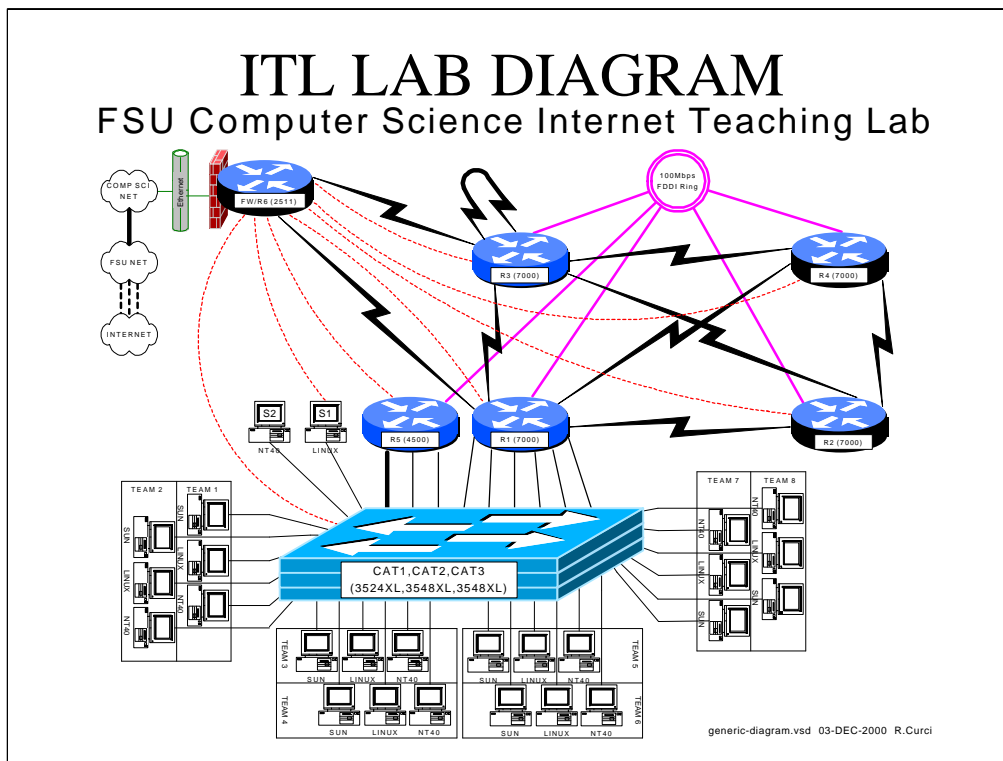 ITL LAB DIAGRAM
FSU Computer Science Internet Teaching Lab
COMP SCI
NET
Ethernet
FW/R6 (2511)
100Mbps
FDDI Ring
FSU NET
R3 (7000)
R4 (7000)
INTERNET
S2
S1
NT40
LINUX
R5 (4500)
R1 (7000)
R2 (7000)
TEAM 2
TEAM 1
SUN
SUN
LINUX
LINUX
NT40
NT40
TEAM 7
TEAM 8
NT40
NT40
LINUX
LINUX
SUN
SUN
CAT1,CAT2,CAT3
(3524XL,3548XL,3548XL)
TEAM 3
SUN
LINUX
NT40
TEAM 4
SUN
LINUX
NT40
TEAM 5
SUN
LINUX
NT40
TEAM 6
SUN
LINUX
NT40
generic-diagram.vsd 03-DEC-2000 R.Curci